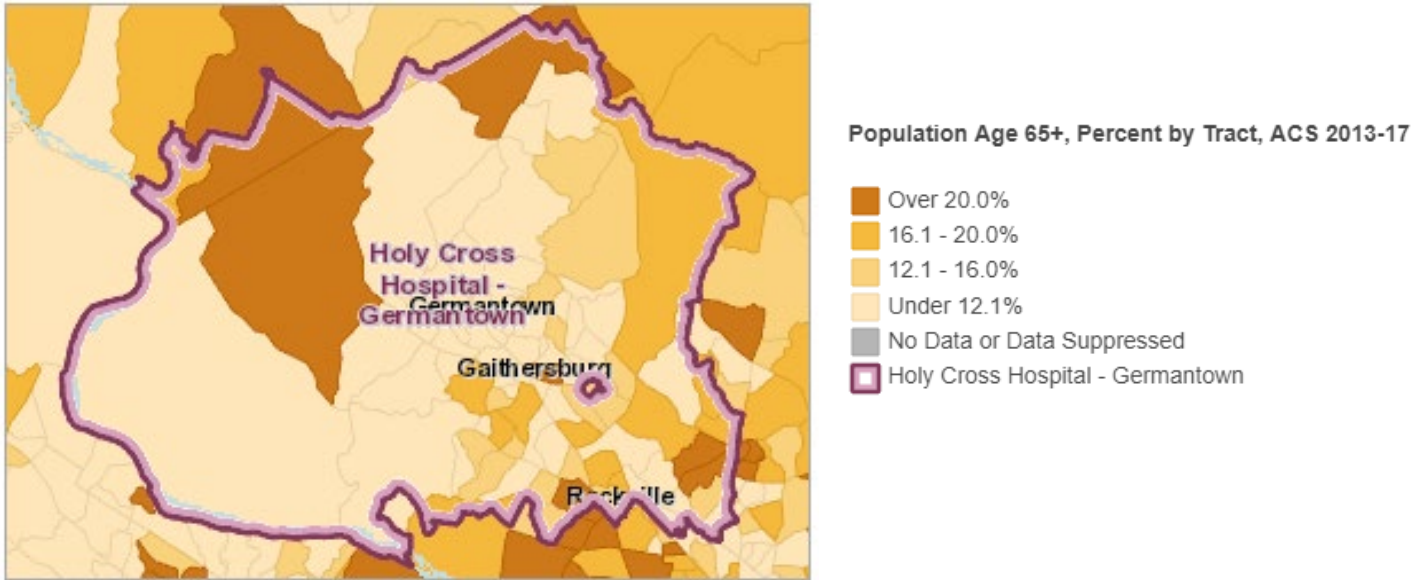 Population Age 65+, Percent by Tract, ACS 2013-17
Over 20.0%
16.1 - 20.0%
12.1 - 16.0%
Under 12.1%
No Data or Data Suppressed
Holy Cross Hospital - Germantown
Holy Cross
Hospital -
Germantown
Germantown
Gaithersburg
Rockville